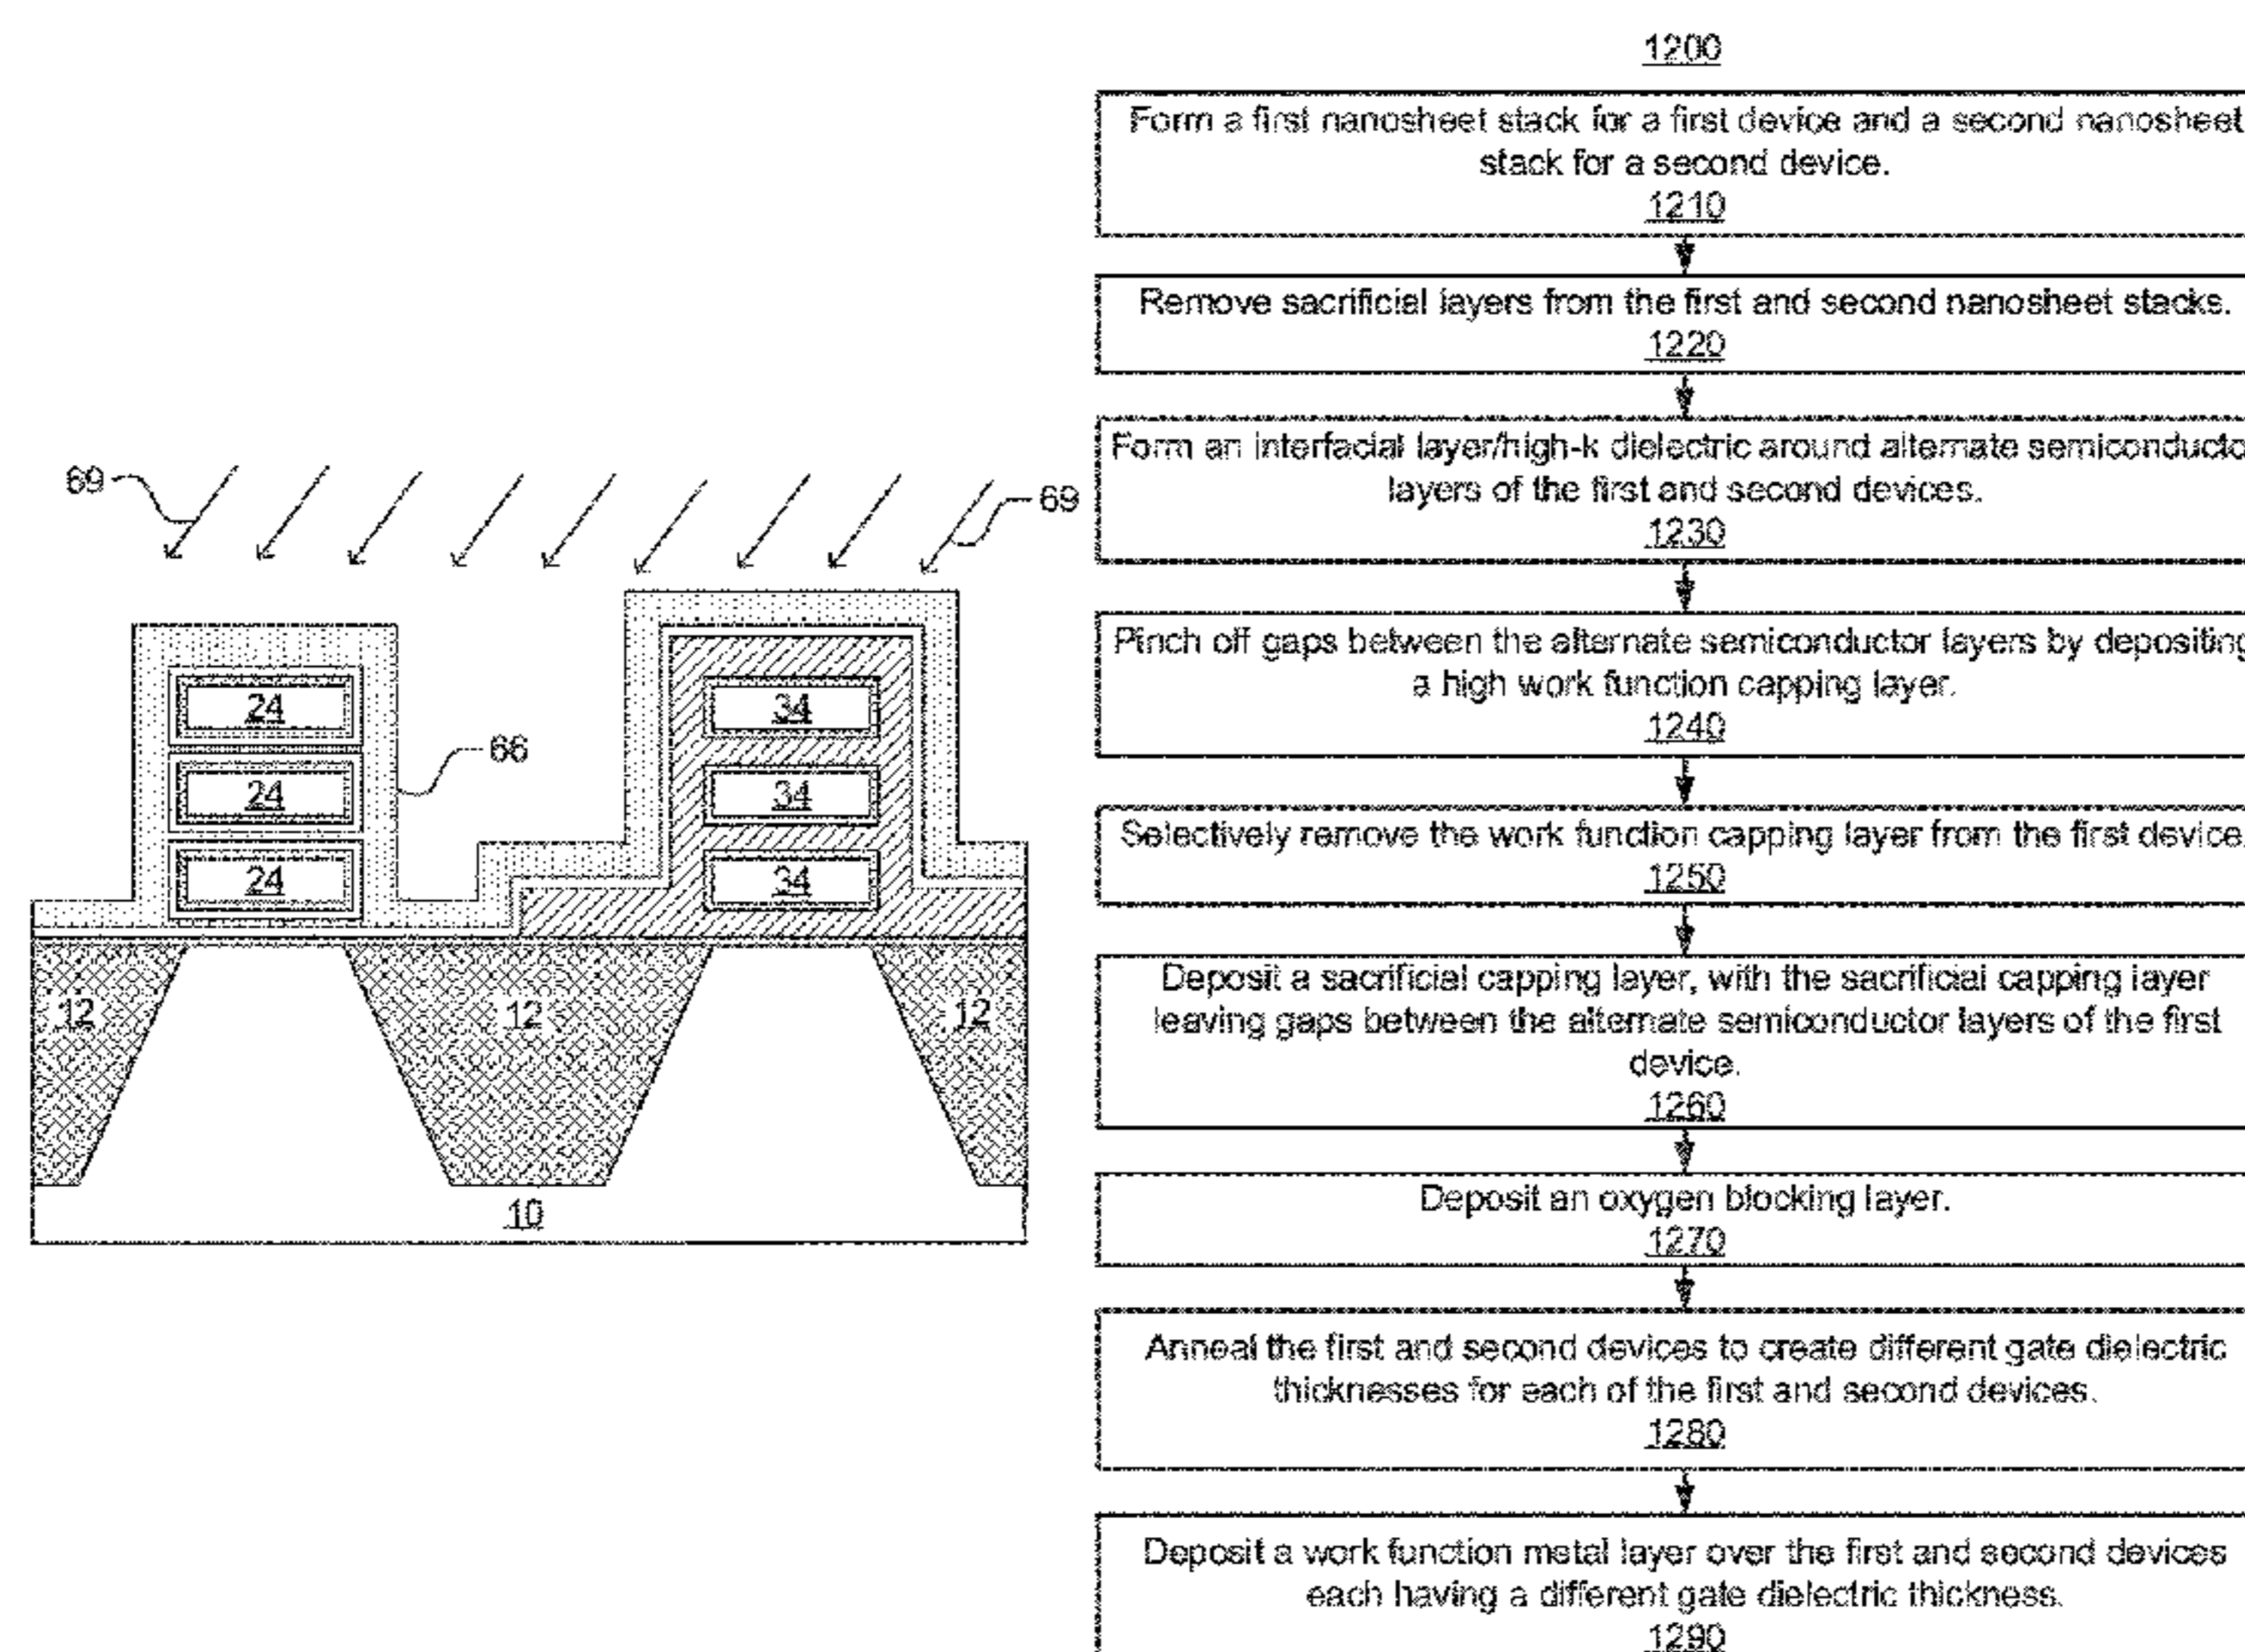 69
69
24
24
24
66
34
34
34
12
12
12
10
1200
Form a first nanosheet stack for a first device and a second nanosheet
stack for a second device.
1210
Remove sacrificial layers from the first and second nanosheet stacks.
1220
Form an interfacial layer/high-k dielectric around alternate semiconducto
layers of the first and second devices.
1230
Pinch off gaps between the alternate semiconductor layers by depositing
a high work function capping layer.
1240
Selectively remove the work function capping layer from the first device.
1250
Deposit a sacrificial capping layer, with the sacrificial capping layer
leaving gaps between the alternate semiconductor layers of the first
device.
1260
Deposit an oxygen blocking layer.
1270
Anneal the first and second devices to create different gate dielectric
thicknesses for each of the first and second devices.
1280
Deposit a work function metal layer over the first and second devices
each having a different gate dielectric thickness.
1290